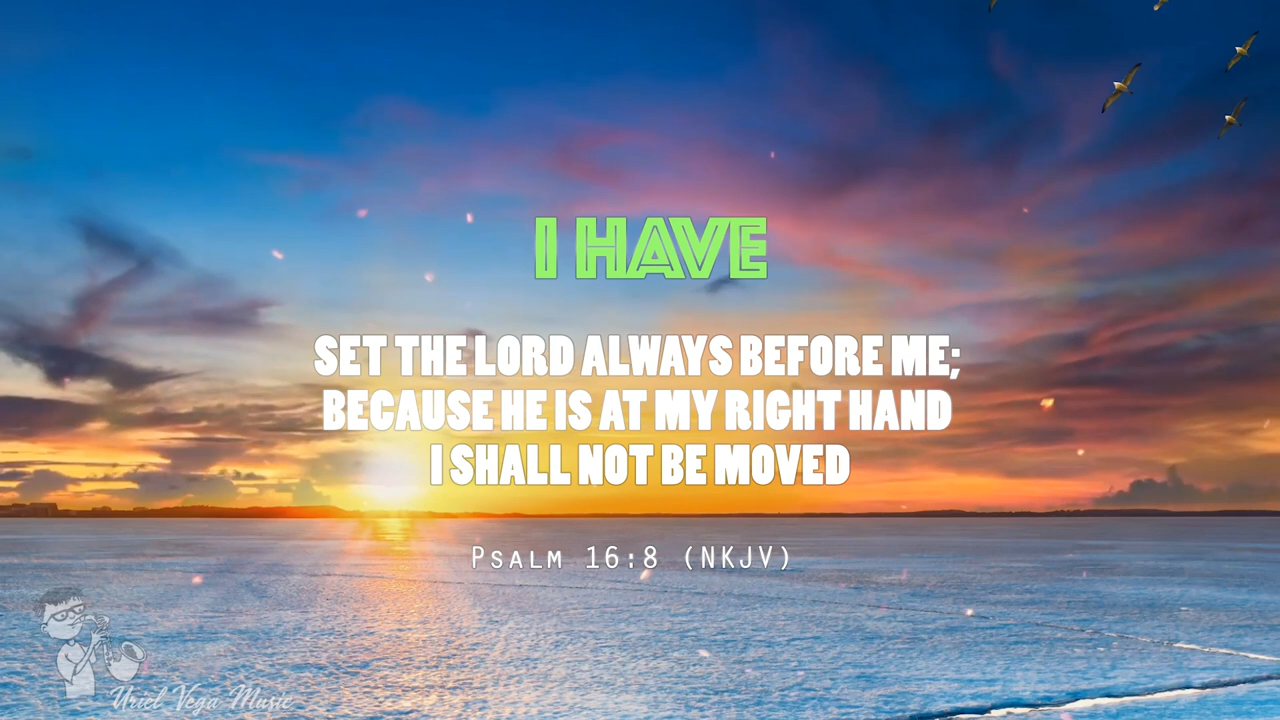 I HAVE
SET THE LORD ALWAYS BEFORE ME;
BECAUSE HE IS AT MY RIGHT HAND
I SHALL NOT BE MOVED
Psalm 16:8 (NKJV)
Uriel Vega Music